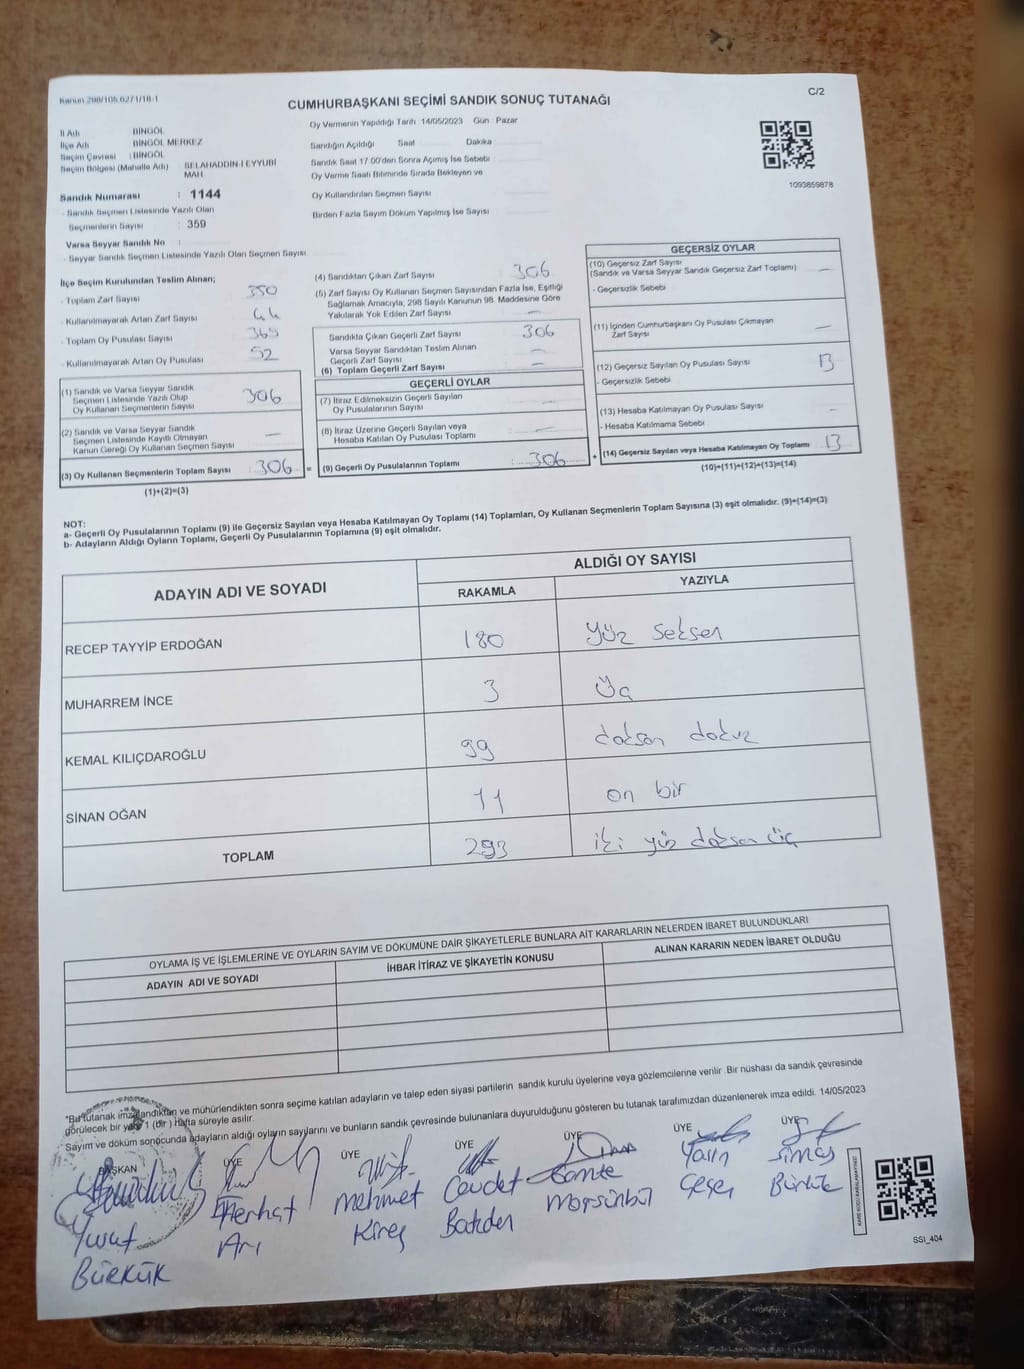 Kanun:298/105.6271/18-1
C/2
CUMHURBAŞKANI SEÇİMİ SANDIK SONUÇ TUTANAĞI
İl Adı : BİNGÖL
İlçe Adı : BİNGÖL MERKEZ
Seçim Çevresi : BİNGÖL
Seçim Bölgesi (Mahalle Adı) : SELAHADDİN-İ EYYUBİ MAH.
Sandık Numarası : 1144
- Sandık Seçmen Listesinde Yazılı Olan
Seçmenlerin Sayısı : 359
Varsa Seyyar Sandık No :
- Seyyar Sandık Seçmen Listesinde Yazılı Olan Seçmen Sayısı
Oy Vermenin Yapıldığı Tarih 14/05/2023 Gün : Pazar
Sandığın Açıldığı Saat Dakika
Sandık Saat 17.00'den Sonra Açımış İse Sebebi
Oy Verme Saati Bitiminde Sırada Bekleyen ve
Oy Kullandırılan Seçmen Sayısı
Birden Fazla Sayım Döküm Yapılmış İse Sayısı
1093859878
İlçe Seçim Kurulundan Teslim Alınan;
- Toplam Zarf Sayısı 350
- Kullanılmayarak Artan Zarf Sayısı 44
- Toplam Oy Pusulası Sayısı
- Kullanılmayarak Artan Oy Pusulası 52
(1) Sandık ve Varsa Seyyar Sandık
Seçmen Listesinde Yazılı Olup
Oy Kullanan Seçmenlerin Sayısı 306
(2) Sandık ve Varsa Seyyar Sandık
Seçmen Listesinde Kayıtlı Olmayan
Kanun Gereği Oy Kullanan Seçmen Sayısı —
(3) Oy Kullanan Seçmenlerin Toplam Sayısı : 306 =
(1)+(2)=(3)
(4) Sandıktan Çıkan Zarf Sayısı 306
(5) Zarf Sayısı Oy Kullanan Seçmen Sayısından Fazla İse, Eşitliği
Sağlamak Amacıyla, 298 Sayılı Kanunun 98. Maddesine Göre
Yakılarak Yok Edilen Zarf Sayısı —
Sandıkta Çıkan Geçerli Zarf Sayısı 306
Varsa Seyyar Sandıktan Teslim Alınan
Geçerli Zarf Sayısı —
(6) Toplam Geçerli Zarf Sayısı —
GEÇERLİ OYLAR
(7) İtiraz Edilmeksizin Geçerli Sayılan
Oy Pusulalarının Sayısı —
(8) İtiraz Üzerine Geçerli Sayılan veya
Hesaba Katılan Oy Pusulası Toplamı —
(9) Geçerli Oy Pusulalarının Toplamı : 306 +
GEÇERSİZ OYLAR
(10) Geçersiz Zarf Sayısı
(Sandık ve Varsa Seyyar Sandık Geçersiz Zarf Toplamı) —
- Geçersizlik Sebebi
(11) İçinden Cumhurbaşkanı Oy Pusulası Çıkmayan
Zarf Sayısı —
(12) Geçersiz Sayılan Oy Pusulası Sayısı 13
- Geçersizlik Sebebi
(13) Hesaba Katılmayan Oy Pusulası Sayısı —
- Hesaba Katılmama Sebebi
(14) Geçersiz Sayılan veya Hesaba Katılmayan Oy Toplamı 13
(10)+(11)+(12)+(13)=(14)
NOT:
a- Geçerli Oy Pusulalarının Toplamı (9) ile Geçersiz Sayılan veya Hesaba Katılmayan Oy Toplamı (14) Toplamları, Oy Kullanan Seçmenlerin Toplam Sayısına (3) eşit olmalıdır. (9)+(14)=(3)
b- Adayların Aldığı Oyların Toplamı, Geçerli Oy Pusulalarının Toplamına (9) eşit olmalıdır.
ADAYIN ADI VE SOYADI
ALDIĞI OY SAYISI
RAKAMLA YAZIYLA
RECEP TAYYİP ERDOĞAN 180 Yüz seksen
MUHARREM İNCE 3 Üç
KEMAL KILIÇDAROĞLU 99 doksan dokuz
SİNAN OĞAN 11 on bir
TOPLAM 293 iki yüz doksan üç
OYLAMA İŞ VE İŞLEMLERİNE VE OYLARIN SAYIM VE DÖKÜMÜNE DAİR ŞİKAYETLERLE BUNLARA AİT KARARLARIN NELERDEN İBARET BULUNDUKLARI
ADAYIN ADI VE SOYADI İHBAR İTİRAZ VE ŞİKAYETİN KONUSU ALINAN KARARIN NEDEN İBARET OLDUĞU
*Bu tutanak imzalandıktan ve mühürlendikten sonra seçime katılan adayların ve talep eden siyasi partilerin sandık kurulu üyelerine veya gözlemcilerine verilir. Bir nüshası da sandık çevresinde
görülecek bir yere 1 (bir) hafta süreyle asılır.
Sayım ve döküm sonucunda adayların aldığı oyların sayılarını ve bunların sandık çevresinde bulunanlara duyurulduğunu gösteren bu tutanak tarafımızdan düzenlenerek imza edildi. 14/05/2023
BAŞKAN ÜYE ÜYE ÜYE ÜYE ÜYE ÜYE
Ferhat Mehmet Cevdet Yasin
Arı Kireç
Bürkük
KARE KODU KARALAMAYINIZ
SSI_404